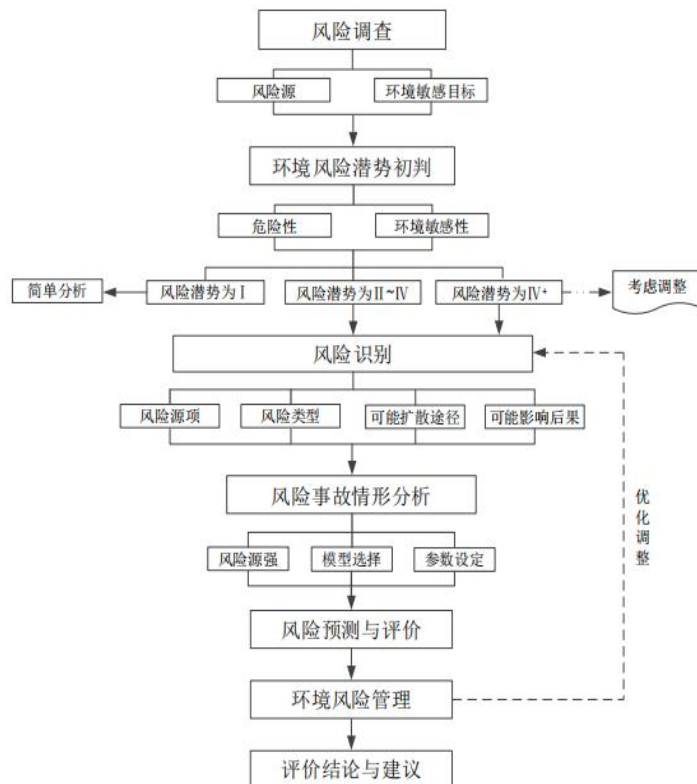 风险调查
风险源
环境敏感目标
环境风险潜势初判
危险性
环境敏感性
简单分析
风险潜势为Ⅰ
风险潜势为Ⅱ~Ⅳ
风险潜势为Ⅳ+
考虑调整
风险识别
风险源项
风险类型
可能扩散途径
可能影响后果
风险事故情形分析
优化调整
风险源强
模型选择
参数设定
风险预测与评价
环境风险管理
评价结论与建议